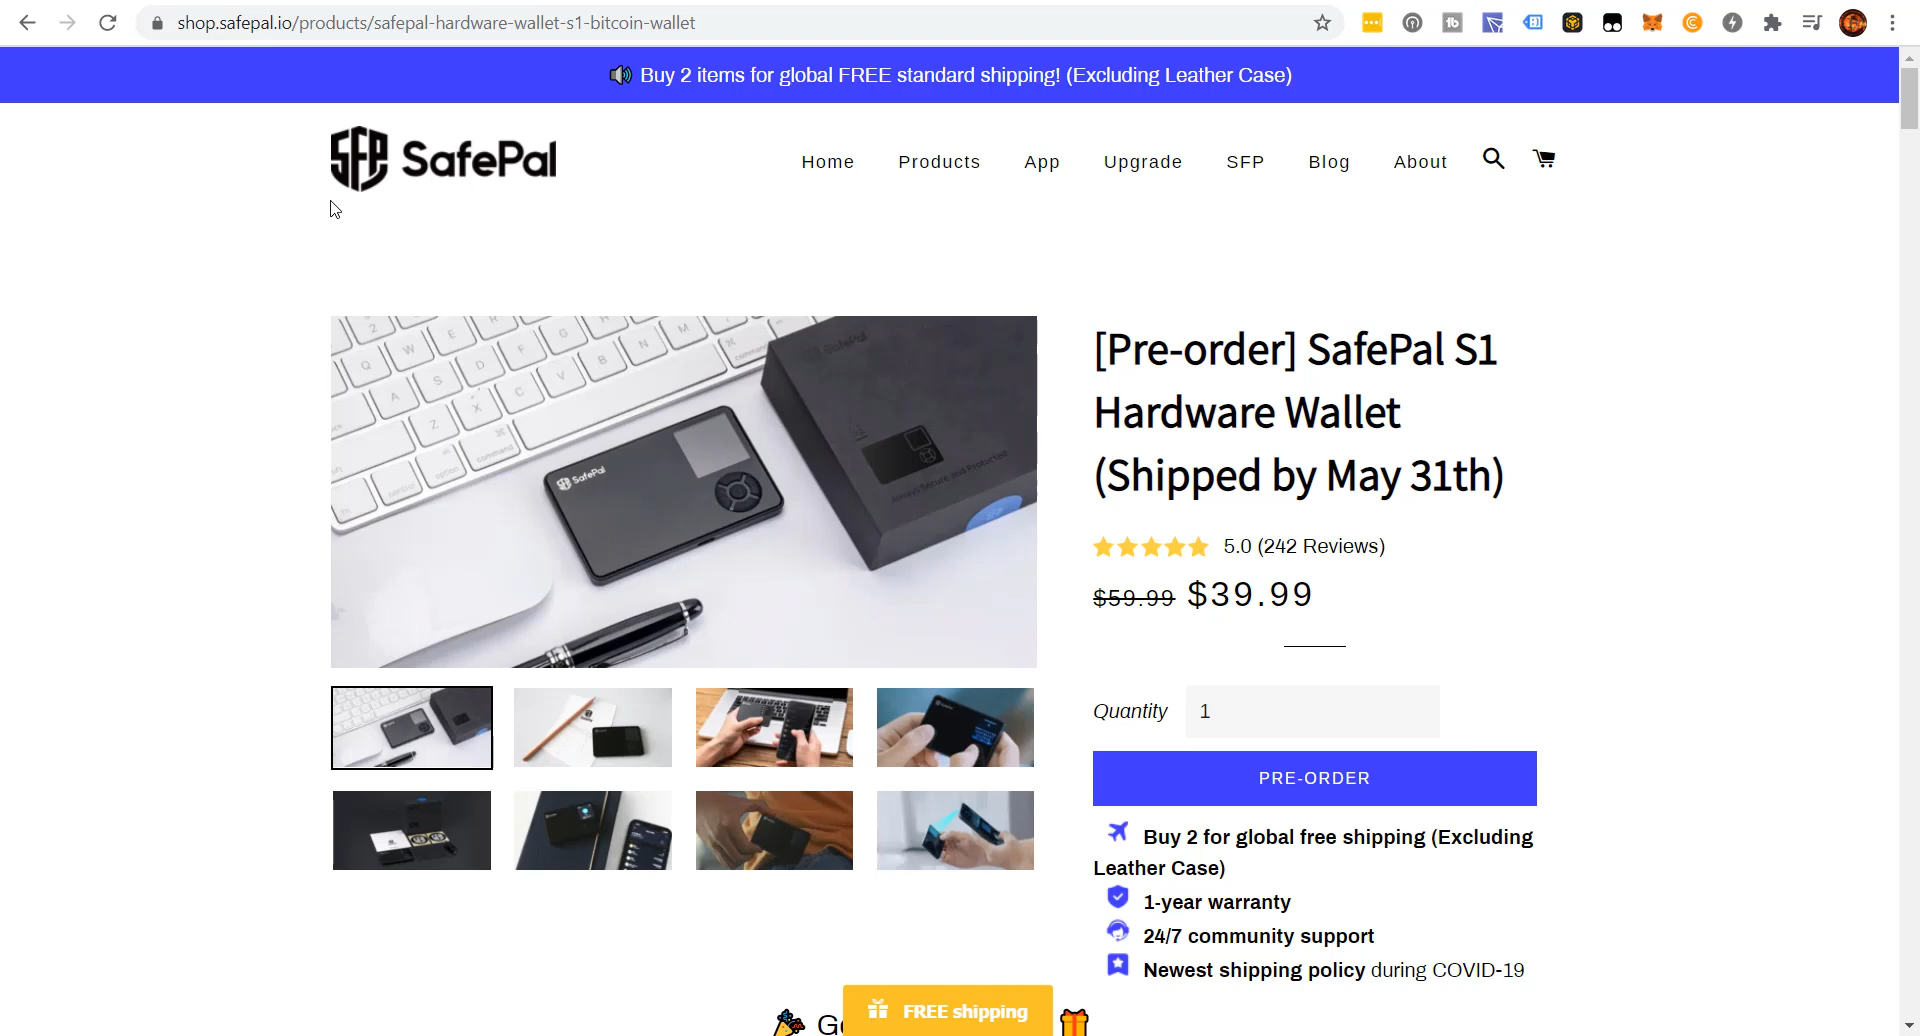 shop.safepal.io/products/safepal-hardware-wallet-s1-bitcoin-wallet
Buy 2 items for global FREE standard shipping! (Excluding Leather Case)
SFP SafePal
Home Products App Upgrade SFP Blog About
SafePal
[Pre-order] SafePal S1
Hardware Wallet
(Shipped by May 31th)
5.0 (242 Reviews)
$59.99 $39.99
Quantity 1
PRE-ORDER
Buy 2 for global free shipping (Excluding
Leather Case)
1-year warranty
24/7 community support
Newest shipping policy during COVID-19
FREE shipping